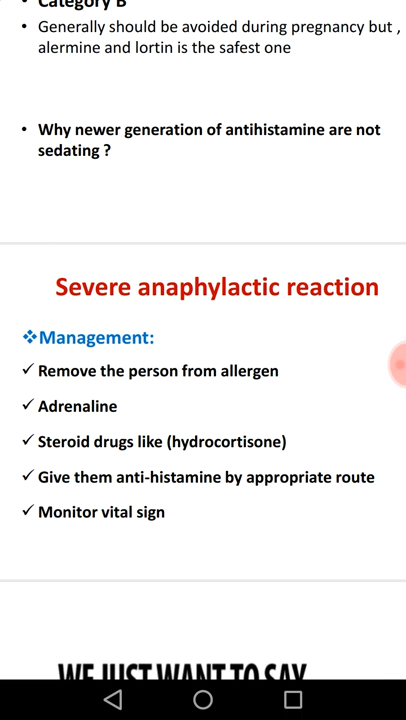 • Category B
• Generally should be avoided during pregnancy but ,
alermine and lortin is the safest one
• Why newer generation of antihistamine are not
sedating ?
Severe anaphylactic reaction
❖Management:
✓ Remove the person from allergen
✓ Adrenaline
✓ Steroid drugs like (hydrocortisone)
✓ Give them anti-histamine by appropriate route
✓ Monitor vital sign
WE JUST WANT TO SAY